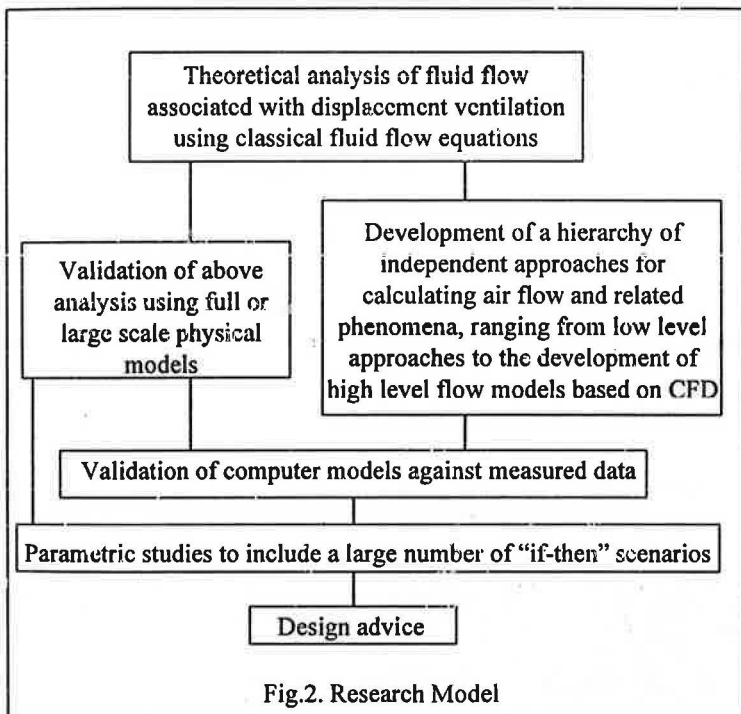 Theoretical analysis of fluid flow
associated with displacement ventilation
using classical fluid flow equations
Validation of above
analysis using full or
large scale physical
models
Development of a hierarchy of
independent approaches for
calculating air flow and related
phenomena, ranging from low level
approaches to the development of
high level flow models based on CFD
Validation of computer models against measured data
Parametric studies to include a large number of “if-then” scenarios
Design advice
Fig.2. Research Model